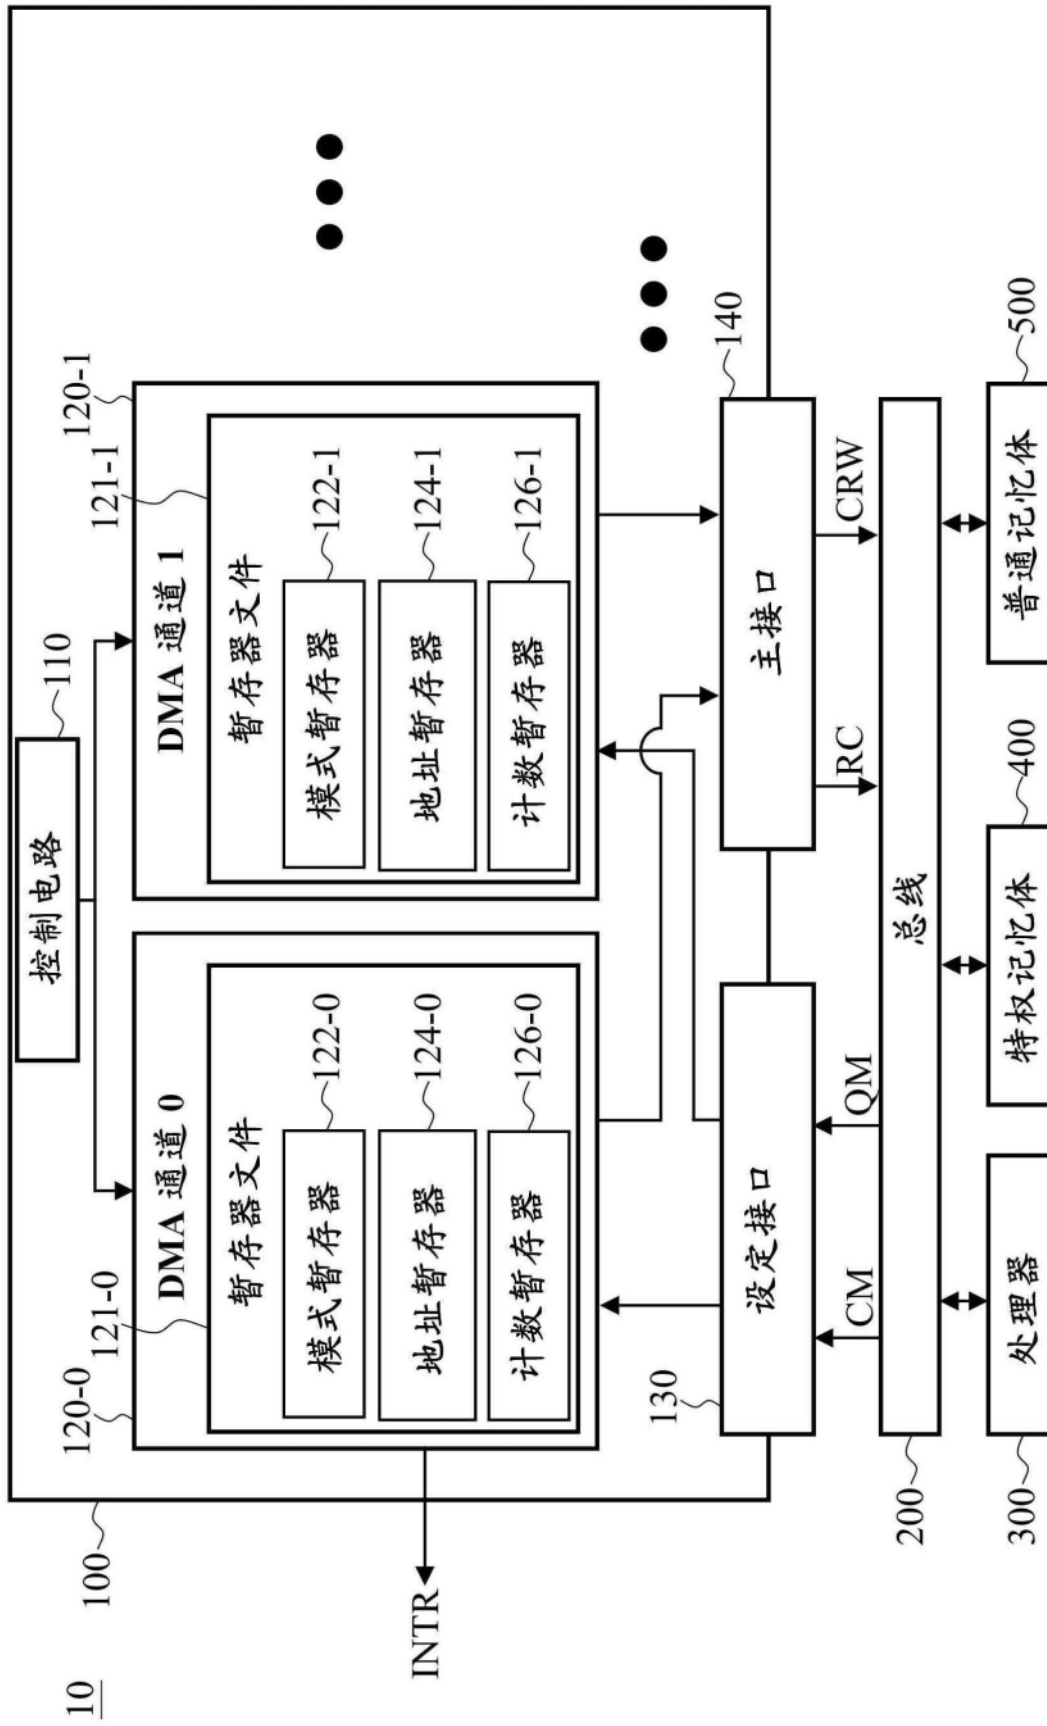 10
100
控制电路
110
120-0
121-0
DMA 通道 0
暂存器文件
模式暂存器
122-0
地址暂存器
124-0
计数暂存器
126-0
120-1
121-1
DMA 通道 1
暂存器文件
模式暂存器
122-1
地址暂存器
124-1
计数暂存器
126-1
INTR
130
设定接口
主接口
140
CM
QM
RC
CRW
200
总线
300
处理器
特权记忆体
400
普通记忆体
500